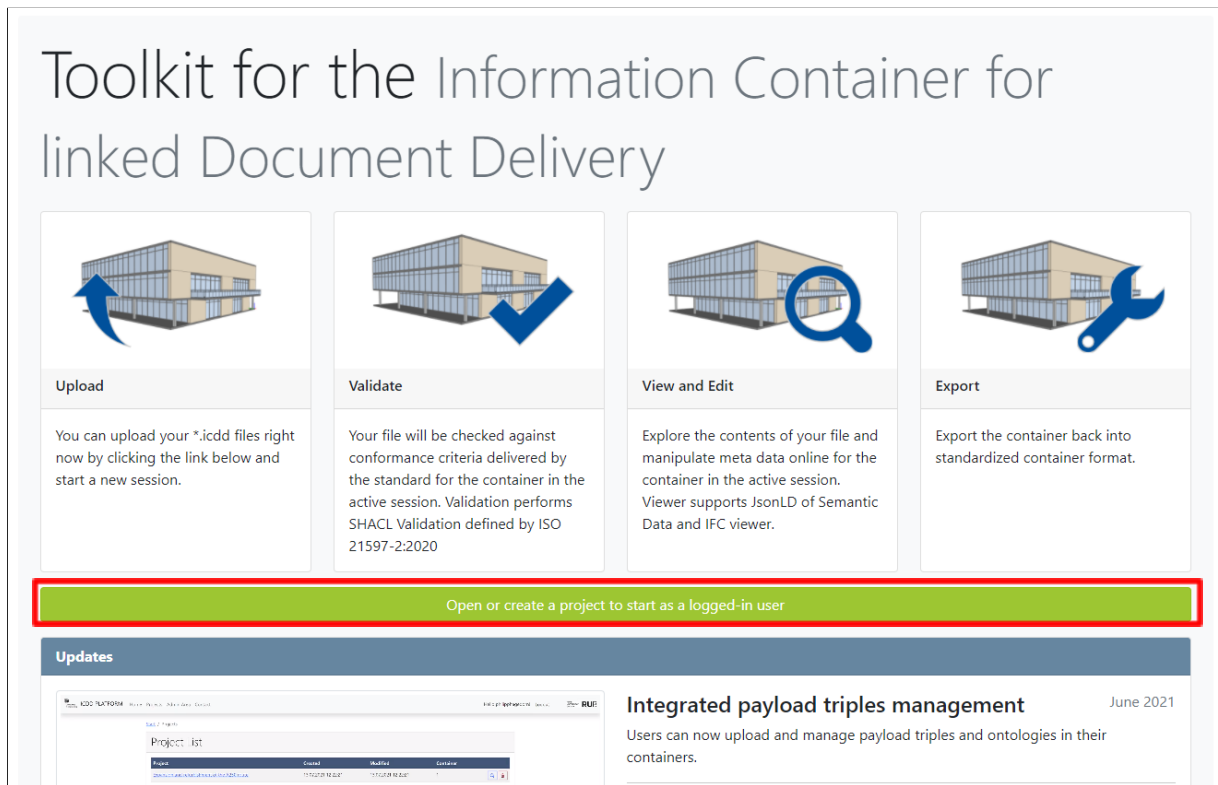 Toolkit for the Information Container for
linked Document Delivery
Upload
You can upload your *.icdd files right
now by clicking the link below and
start a new session.
Validate
Your file will be checked against
conformance criteria delivered by
the standard for the container in the
active session. Validation performs
SHACL Validation defined by ISO
21597-2:2020
View and Edit
Explore the contents of your file and
manipulate meta data online for the
container in the active session.
Viewer supports JsonLD of Semantic
Data and IFC viewer.
Export
Export the container back into
standardized container format.
Open or create a project to start as a logged-in user
Updates
ICDD PLATFORM
RUB
Project List
Project Created Modified Container
Integrated payload triples management
June 2021
Users can now upload and manage payload triples and ontologies in their
containers.